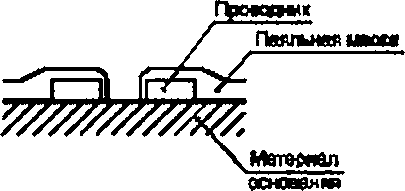 Проводник
Паяльная маска
Материал
основания